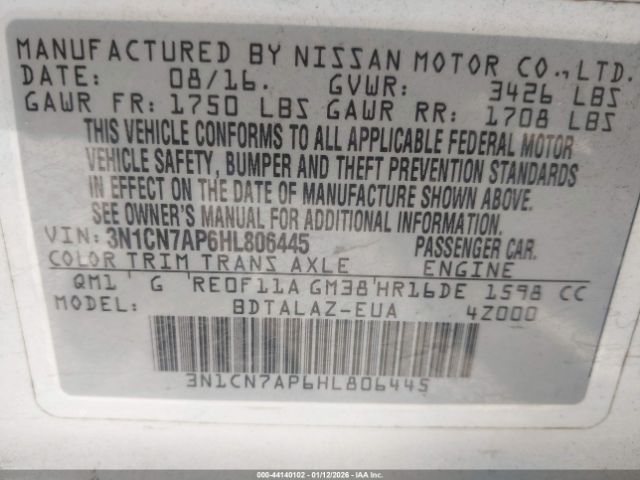 MANUFACTURED BY NISSAN MOTOR CO., LTD.
DATE: 08/16. GVWR: 3426 LBS
GAWR FR: 1750 LBS GAWR RR: 1708 LBS
THIS VEHICLE CONFORMS TO ALL APPLICABLE FEDERAL MOTOR
VEHICLE SAFETY, BUMPER AND THEFT PREVENTION STANDARDS
IN EFFECT ON THE DATE OF MANUFACTURE SHOWN ABOVE.
SEE OWNER'S MANUAL FOR ADDITIONAL INFORMATION.
VIN: 3N1CN7AP6HL806445 PASSENGER CAR.
COLOR TRIM TRANS AXLE ENGINE
QM1 G RE0F11A GM38 HR16DE 1598 CC
MODEL: BDTALAZ-EUA 4Z000
3N1CN7AP6HL806445
000-44140102 - 01/12/2026 - IAA, Inc.